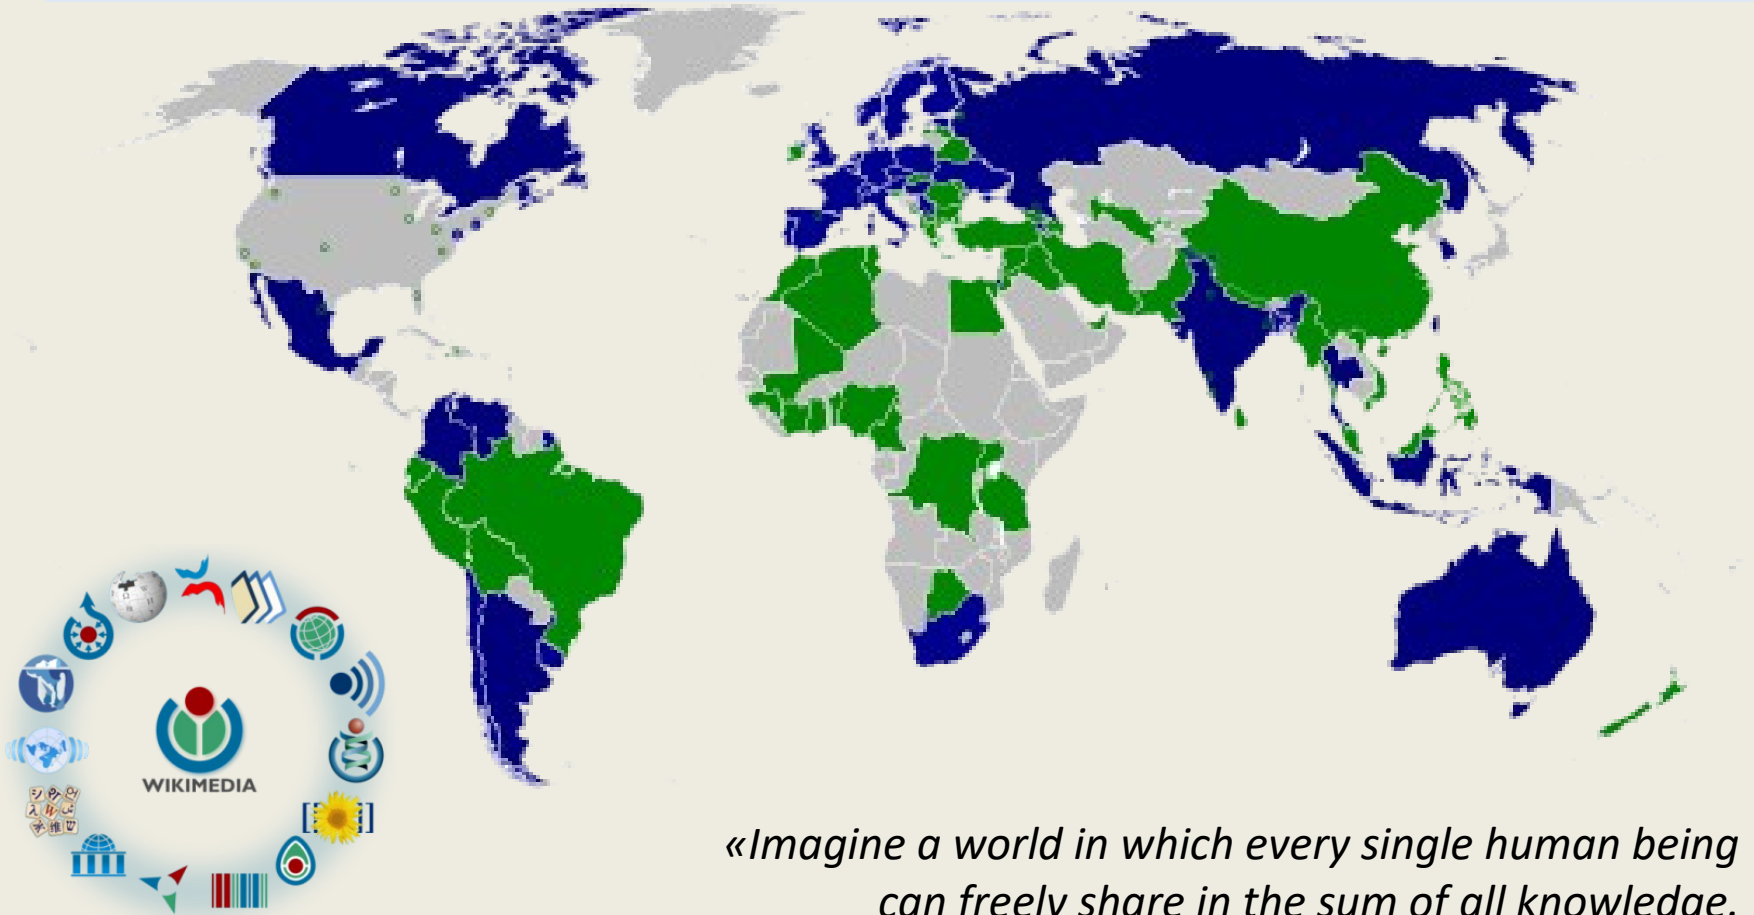 WIKIMEDIA
«Imagine a world in which every single human being
can freely share in the sum of all knowledge.